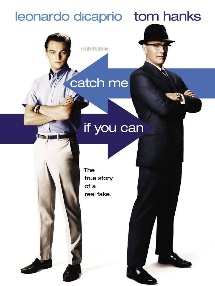 leonardo dicaprio   tom hanks
catch me
if you can
The
true story
of a
real fake.